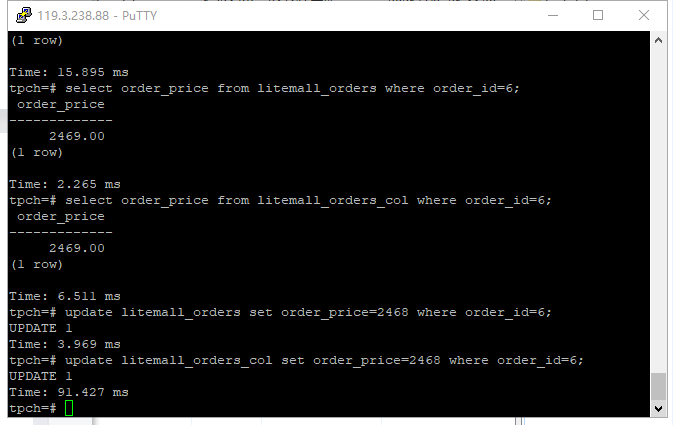 119.3.238.88 - PuTTY
(1 row)
Time: 15.895 ms
tpch=# select order_price from litemall_orders where order_id=6;
order_price
-------------
2469.00
(1 row)
Time: 2.265 ms
tpch=# select order_price from litemall_orders_col where order_id=6;
order_price
-------------
2469.00
(1 row)
Time: 6.511 ms
tpch=# update litemall_orders set order_price=2468 where order_id=6;
UPDATE 1
Time: 3.969 ms
tpch=# update litemall_orders_col set order_price=2468 where order_id=6;
UPDATE 1
Time: 91.427 ms
tpch=#